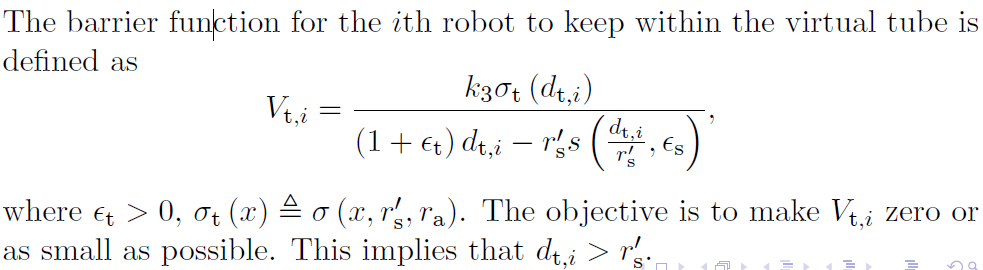 The barrier function for the ith robot to keep within the virtual tube is
defined as
V_{t,i} = \frac{k_3 σ_t (d_{t,i})}{(1 + ϵ_t) d_{t,i} − r′_s s (\frac{d_{t,i}}{r′_s}, ϵ_s)},
where ϵ_t > 0, σ_t (x) ≜ σ (x, r′_s, r_a). The objective is to make V_{t,i} zero or
as small as possible. This implies that d_{t,i} > r′_s.